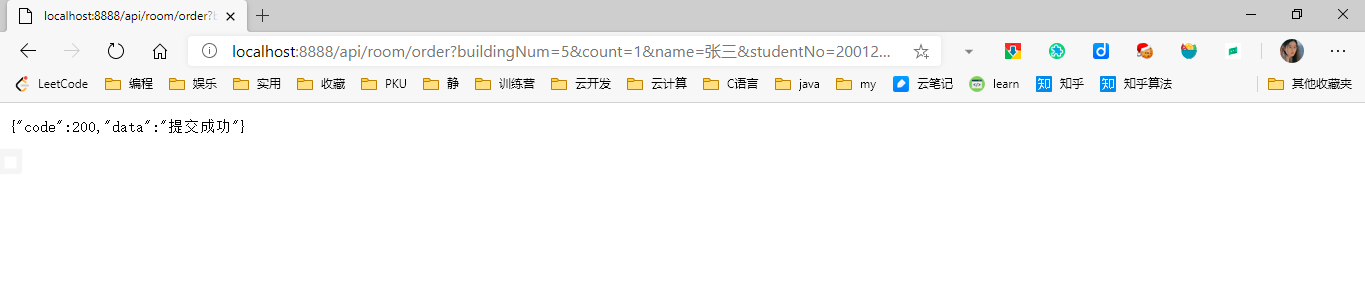 localhost:8888/api/room/order?b
localhost:8888/api/room/order?buildingNum=5&count=1&name=张三&studentNo=20012...
LeetCode 编程 娱乐 实用 收藏 PKU 静 训练营 云开发 云计算 C语言 java my 云笔记 learn 知 知乎 知 知乎算法 其他收藏夹
{"code":200,"data":"提交成功"}